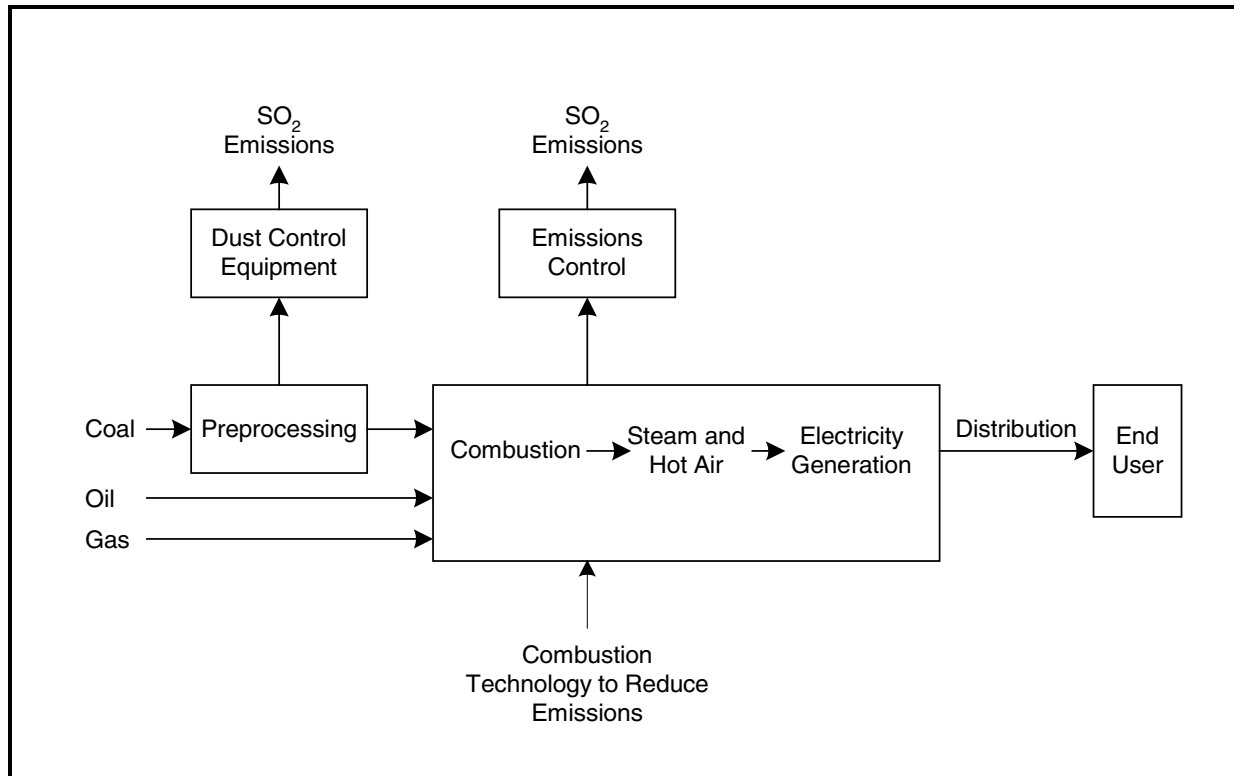 SO₂
Emissions
SO₂
Emissions
Dust Control
Equipment
Emissions
Control
Coal
Preprocessing
Combustion
Steam and
Hot Air
Electricity
Generation
Distribution
End
User
Oil
Gas
Combustion
Technology to Reduce
Emissions